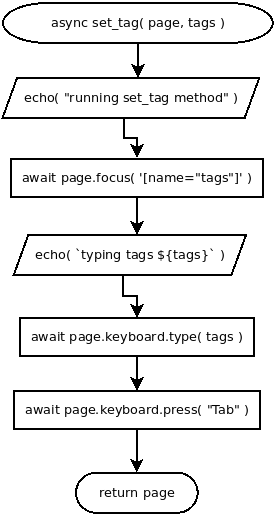 async set_tag( page, tags )
echo( "running set_tag method" )
await page.focus( '[name="tags"]' )
echo( `typing tags ${tags}` )
await page.keyboard.type( tags )
await page.keyboard.press( "Tab" )
return page